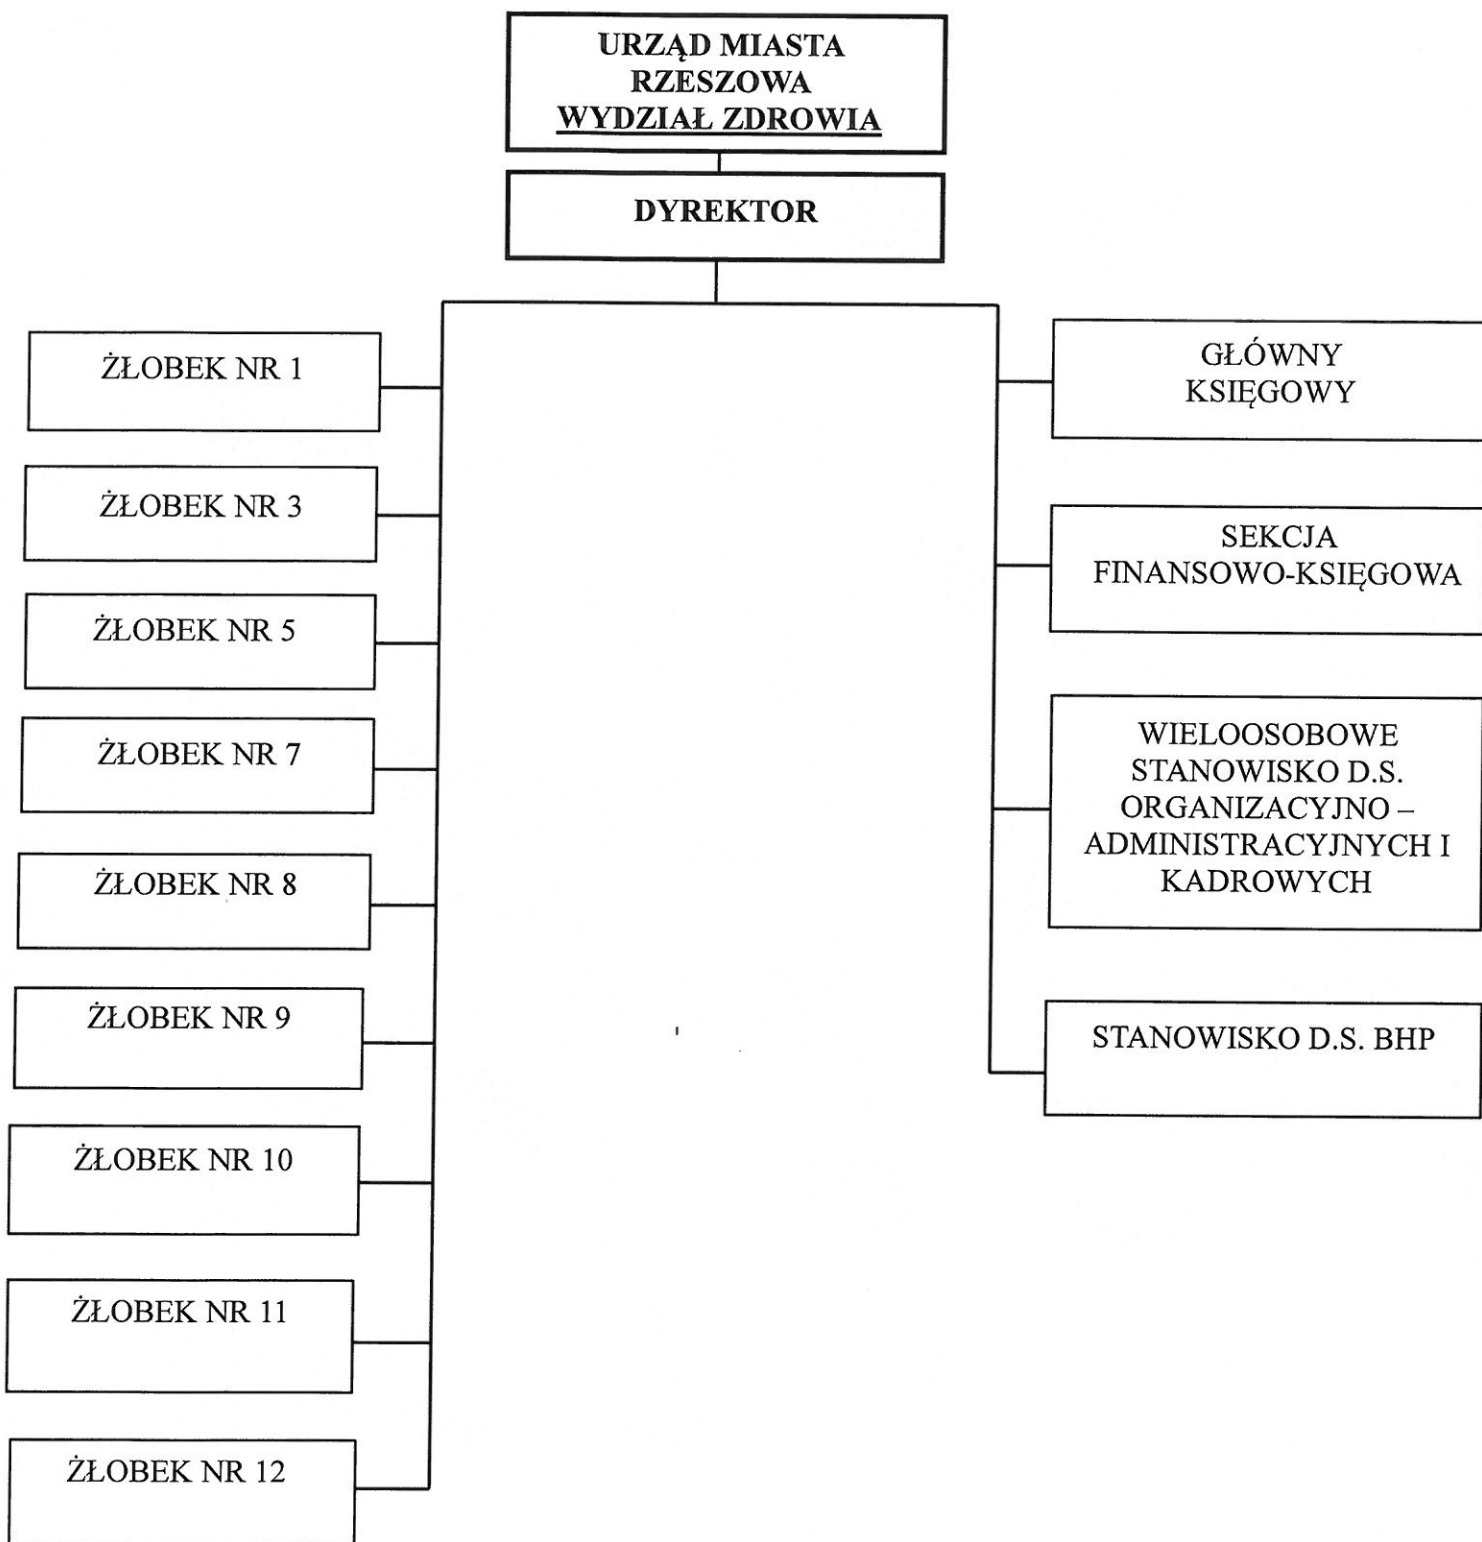 URZĄD MIASTA
RZESZOWA
WYDZIAŁ ZDROWIA
DYREKTOR
ŻŁOBEK NR 1
ŻŁOBEK NR 3
ŻŁOBEK NR 5
ŻŁOBEK NR 7
ŻŁOBEK NR 8
ŻŁOBEK NR 9
ŻŁOBEK NR 10
ŻŁOBEK NR 11
ŻŁOBEK NR 12
GŁÓWNY
KSIĘGOWY
SEKCJA
FINANSOWO-KSIĘGOWA
WIELOOSOBOWE
STANOWISKO D.S.
ORGANIZACYJNO –
ADMINISTRACYJNYCH I
KADROWYCH
STANOWISKO D.S. BHP